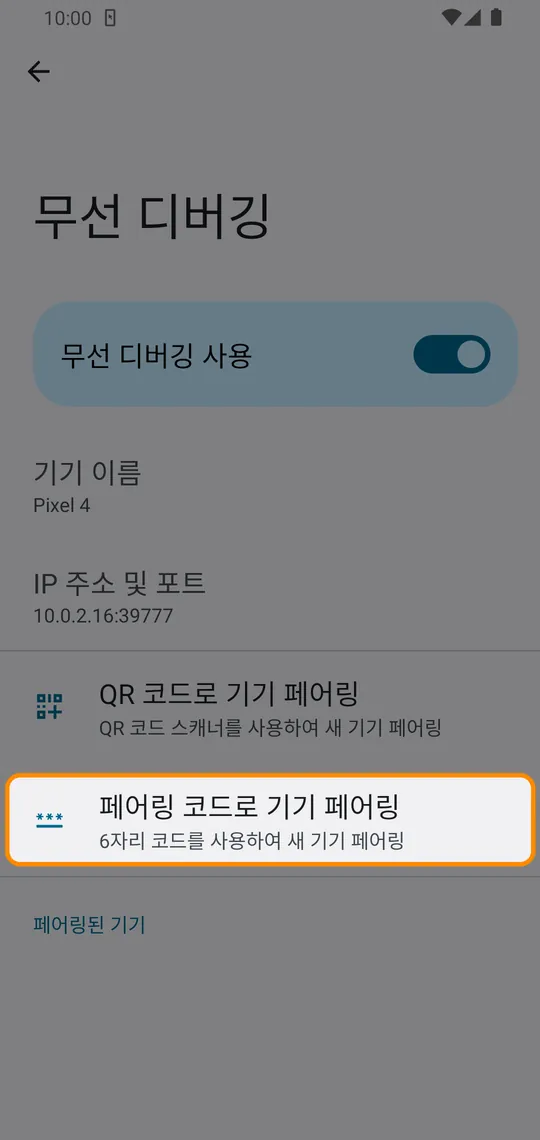 10:00
무선 디버깅
무선 디버깅 사용
기기 이름
Pixel 4
IP 주소 및 포트
10.0.2.16:39777
QR 코드로 기기 페어링
QR 코드 스캐너를 사용하여 새 기기 페어링
페어링 코드로 기기 페어링
6자리 코드를 사용하여 새 기기 페어링
페어링된 기기